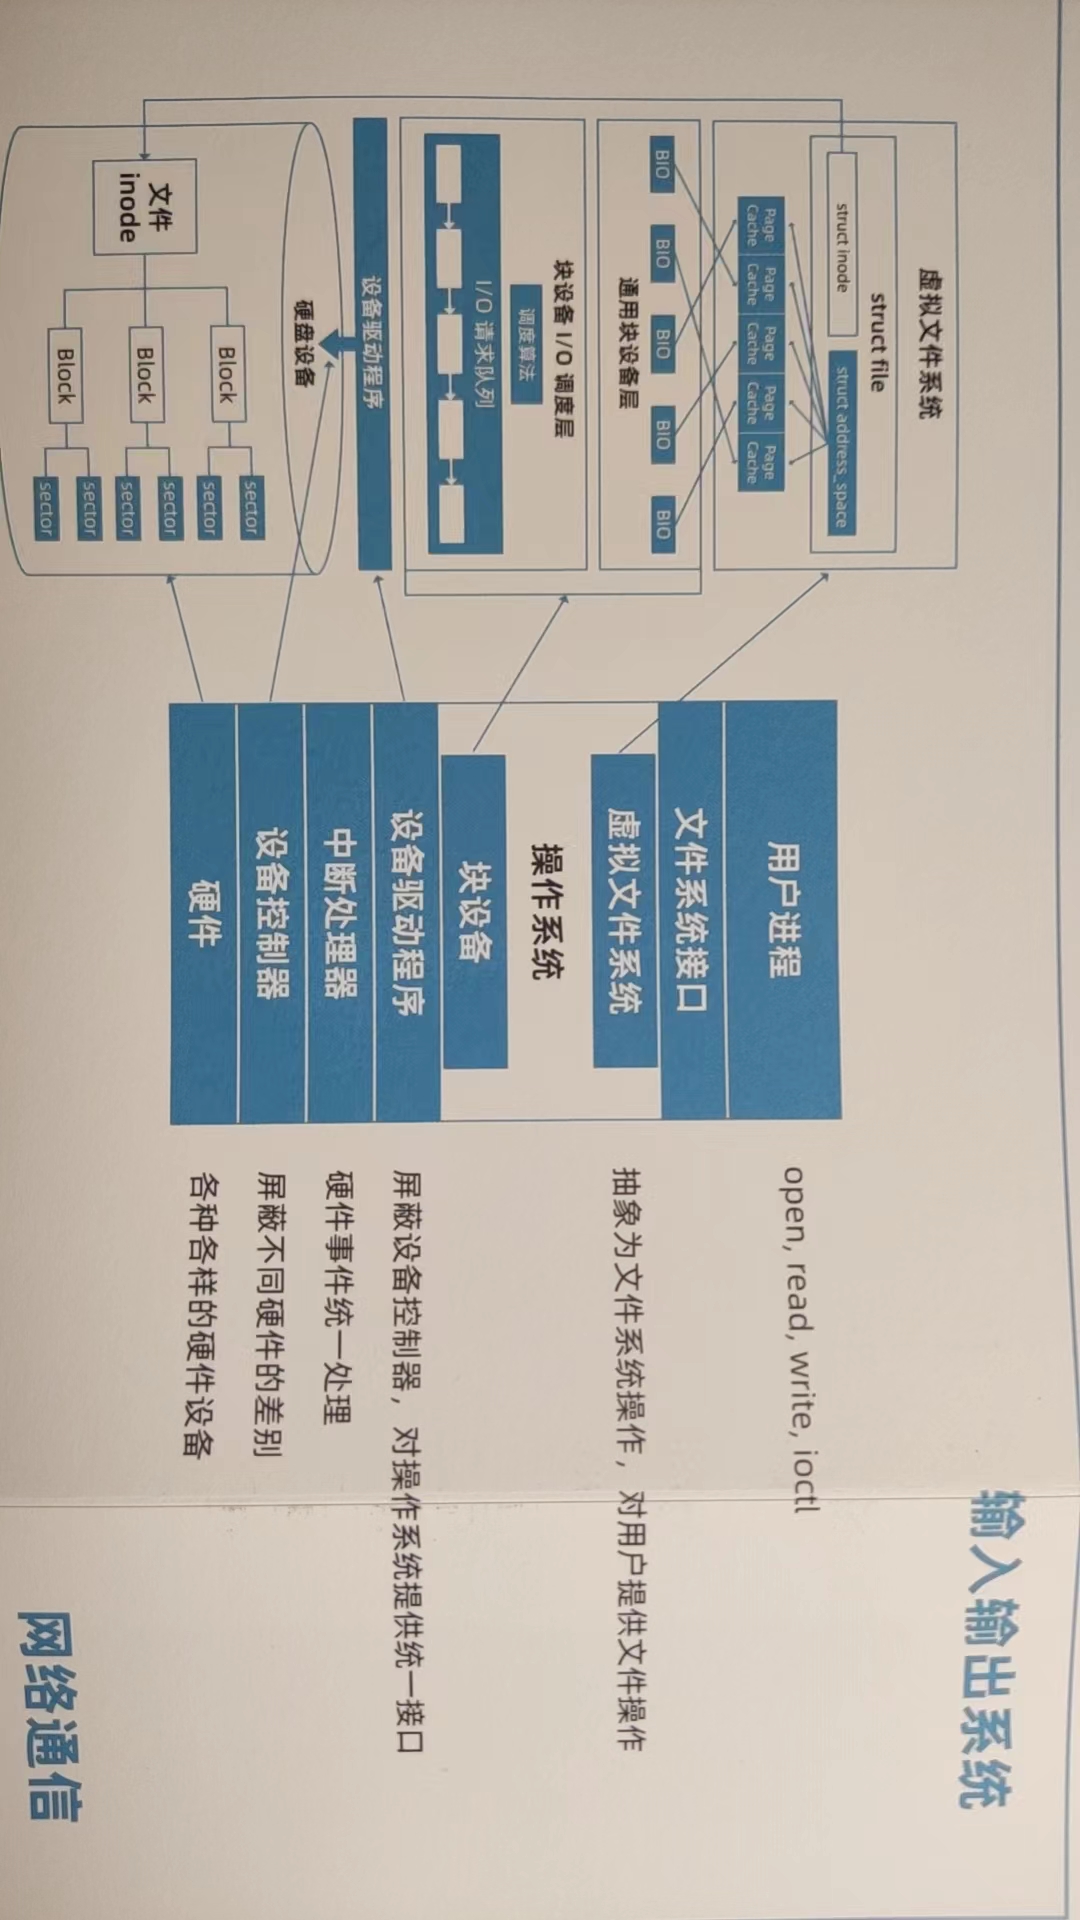 输入输出系统
虚拟文件系统
struct file
struct inode
struct address_space
Page Cache
Page Cache
Page Cache
Page Cache
Page Cache
BIO
BIO
BIO
BIO
BIO
通用块设备层
块设备 I/O 调度层
调度算法
I/O 请求队列
设备驱动程序
硬盘设备
文件
inode
Block
Block
Block
sector
sector
sector
sector
sector
sector
用户进程
open, read, write, ioctl
文件系统接口
虚拟文件系统
抽象为文件系统操作，对用户提供文件操作
操作系统
块设备
设备驱动程序
屏蔽设备控制器，对操作系统提供统一接口
中断处理器
硬件事件统一处理
设备控制器
屏蔽不同硬件的差别
硬件
各种各样的硬件设备
网络通信